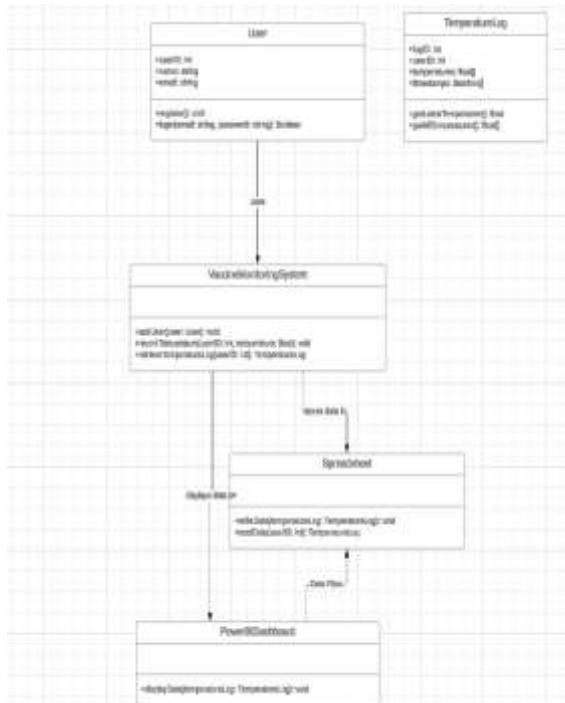 User
+userID: int
+name: string
+email: string
+register(): void
+login(email: string, password: string): Boolean
TemperatureLog
+logID: int
+userID: int
+temperature: float[]
+timestamp: datetime[]
+getLatestTemperature(): float
+getAllTemperatures(): float[]
uses
VaccineMonitoringSystem
+addUser(user: User): void
+recordTemperature(userID: int, temperature: float): void
+retrieveTemperatureLog(userID: int): TemperatureLog
stores data in
Spreadsheet
+writeData(temperatureLog: TemperatureLog): void
+readData(userID: int): TemperatureLog
displays data on
Data Flow
PowerBIDashboard
+displayData(temperatureLog: TemperatureLog): void